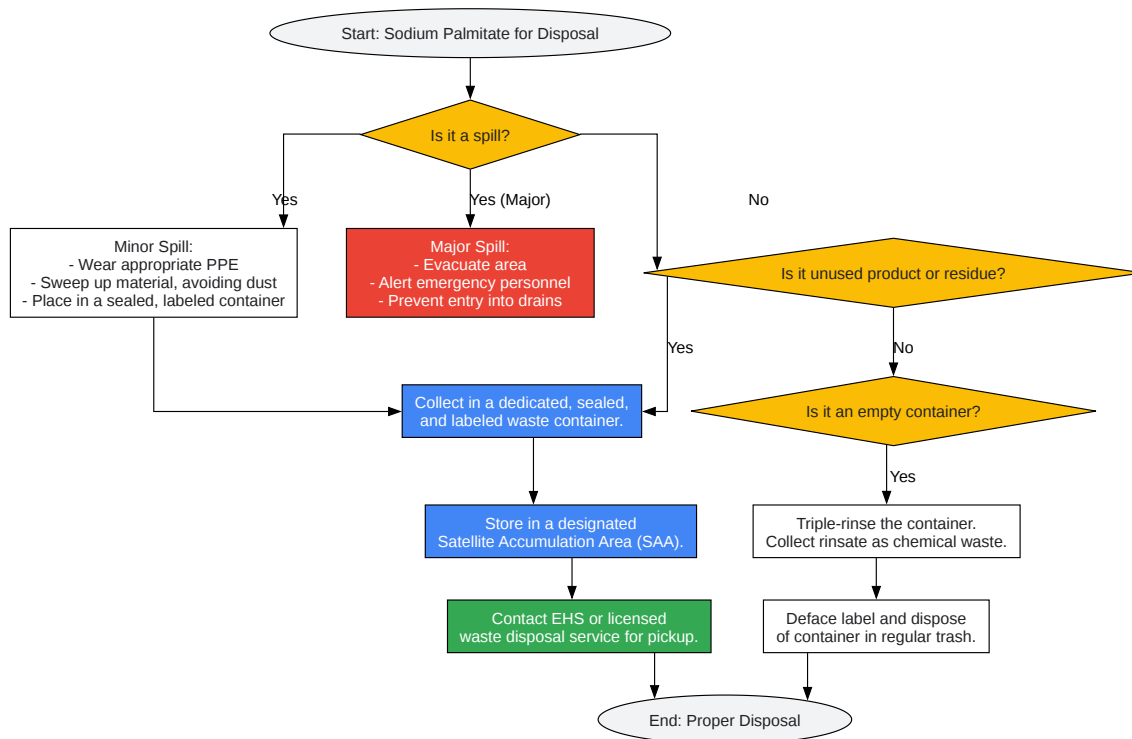 Start: Sodium Palmitate for Disposal
Is it a spill?
Yes
Yes (Major)
No
Minor Spill:
- Wear appropriate PPE
- Sweep up material, avoiding dust
- Place in a sealed, labeled container
Major Spill:
- Evacuate area
- Alert emergency personnel
- Prevent entry into drains
Is it unused product or residue?
Yes
No
Collect in a dedicated, sealed,
and labeled waste container.
Is it an empty container?
Yes
Store in a designated
Satellite Accumulation Area (SAA).
Triple-rinse the container.
Collect rinsate as chemical waste.
Contact EHS or licensed
waste disposal service for pickup.
Deface label and dispose
of container in regular trash.
End: Proper Disposal